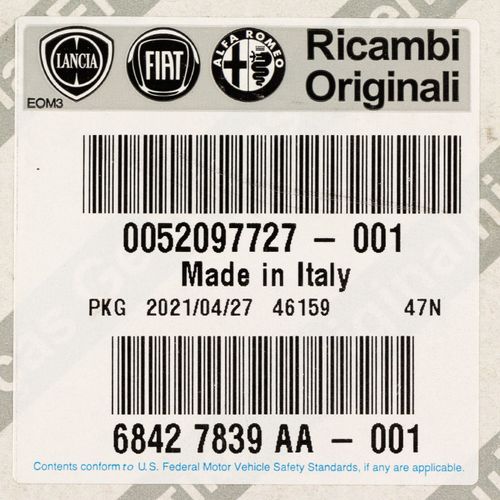 LANCIA
FIAT
ALFA ROMEO
Ricambi
Originali
EOM3
0052097727 - 001
Made in Italy
PKG 2021/04/27 46159 47N
6842 7839 AA - 001
Contents conform to U.S. Federal Motor Vehicle Safety Standards, if any are applicable.